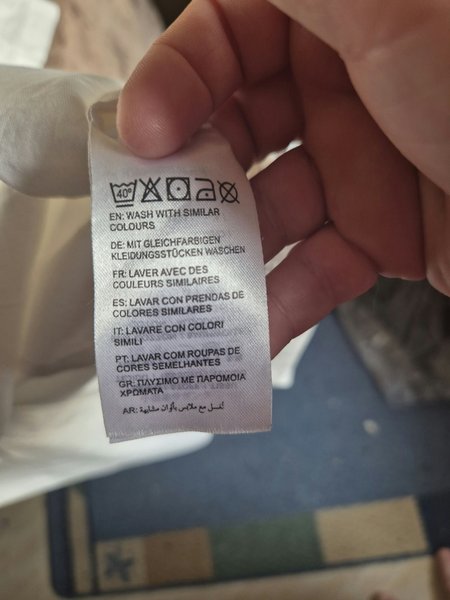 40°
EN: WASH WITH SIMILAR
COLOURS
DE: MIT GLEICHFARBIGEN
KLEIDUNGSSTÜCKEN WASCHEN
FR: LAVER AVEC DES
COULEURS SIMILAIRES
ES: LAVAR CON PRENDAS DE
COLORES SIMILARES
IT: LAVARE CON COLORI
SIMILI
PT: LAVAR COM ROUPAS DE
CORES SEMELHANTES
GR: ΠΛΥΣΙΜΟ ΜΕ ΠΑΡΟΜΟΙΑ
ΧΡΩΜΑΤΑ
AR: اغسل مع ملابس بألوان مشابهة